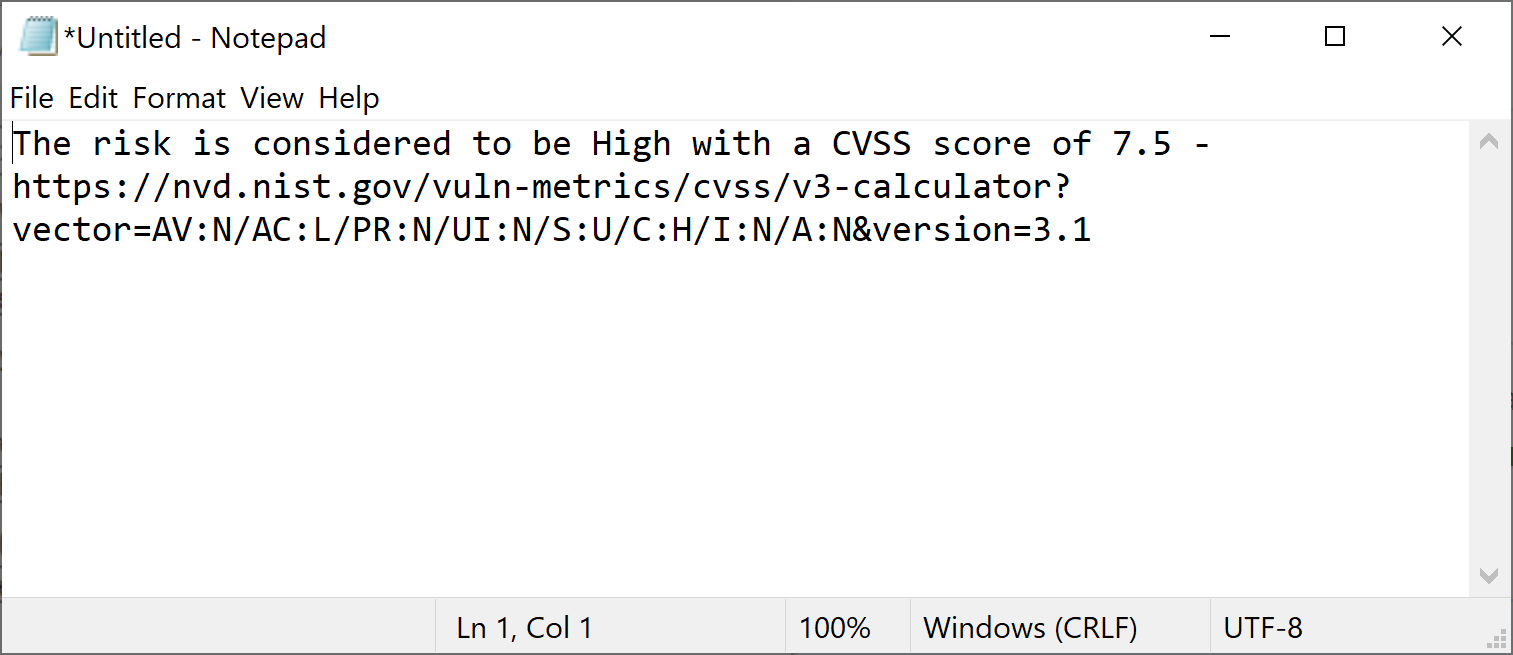 *Untitled - Notepad
File Edit Format View Help
The risk is considered to be High with a CVSS score of 7.5 -
https://nvd.nist.gov/vuln-metrics/cvss/v3-calculator?
vector=AV:N/AC:L/PR:N/UI:N/S:U/C:H/I:N/A:N&version=3.1
Ln 1, Col 1 100% Windows (CRLF) UTF-8